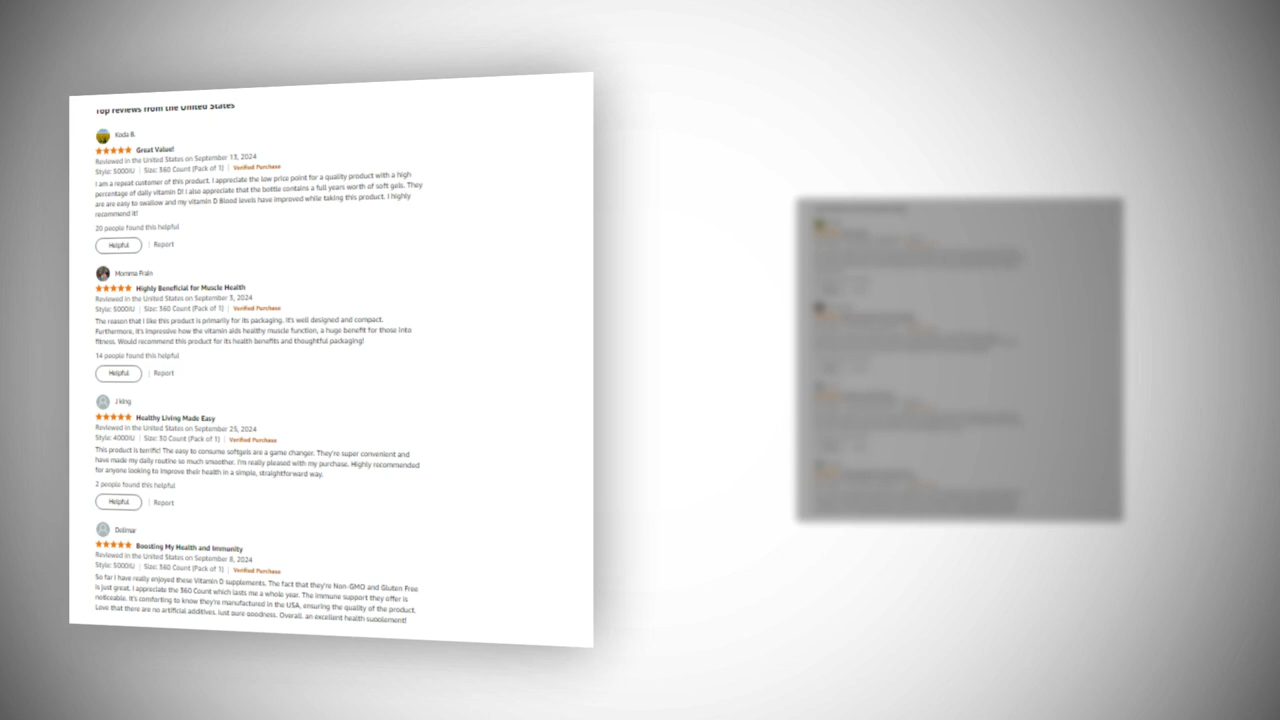 Top reviews from the United States
Koda B.
Great Value!
Reviewed in the United States on September 13, 2024
Style: 5000IU | Size: 360 Count (Pack of 1) | Verified Purchase
I am a repeat customer of this product. I appreciate the low price point for a quality product with a high
percentage of daily vitamin D! I also appreciate that the bottle contains a full years worth of soft gels. They
are are easy to swallow and my vitamin D Blood levels have improved while taking this product. I highly
recommend it!
20 people found this helpful
Helpful | Report
Momma Frain
Highly Beneficial for Muscle Health
Reviewed in the United States on September 3, 2024
Style: 5000IU | Size: 360 Count (Pack of 1) | Verified Purchase
The reason that I like this product is primarily for its packaging. It's well designed and compact.
Furthermore, it's impressive how the vitamin aids healthy muscle function, a huge benefit for those into
fitness. Would recommend this product for its health benefits and thoughtful packaging!
14 people found this helpful
Helpful | Report
J king
Healthy Living Made Easy
Reviewed in the United States on September 23, 2024
Style: 4000IU | Size: 30 Count (Pack of 1) | Verified Purchase
This product is terrific! The easy to consume softgels are a game changer. They're super convenient and
have made my daily routine so much smoother. I'm really pleased with my purchase. Highly recommended
for anyone looking to improve their health in a simple, straightforward way.
2 people found this helpful
Helpful | Report
Delimar
Boosting My Health and Immunity
Reviewed in the United States on September 8, 2024
Style: 5000IU | Size: 360 Count (Pack of 1) | Verified Purchase
So far I have really enjoyed these Vitamin D supplements. The fact that they're Non-GMO and Gluten Free
is just great. I appreciate the 360 Count which lasts me a whole year. The immune support they offer is
noticeable. It's comforting to know they're manufactured in the USA, ensuring the quality of the product.
Love that there are no artificial additives, just pure goodness. Overall, an excellent health supplement!